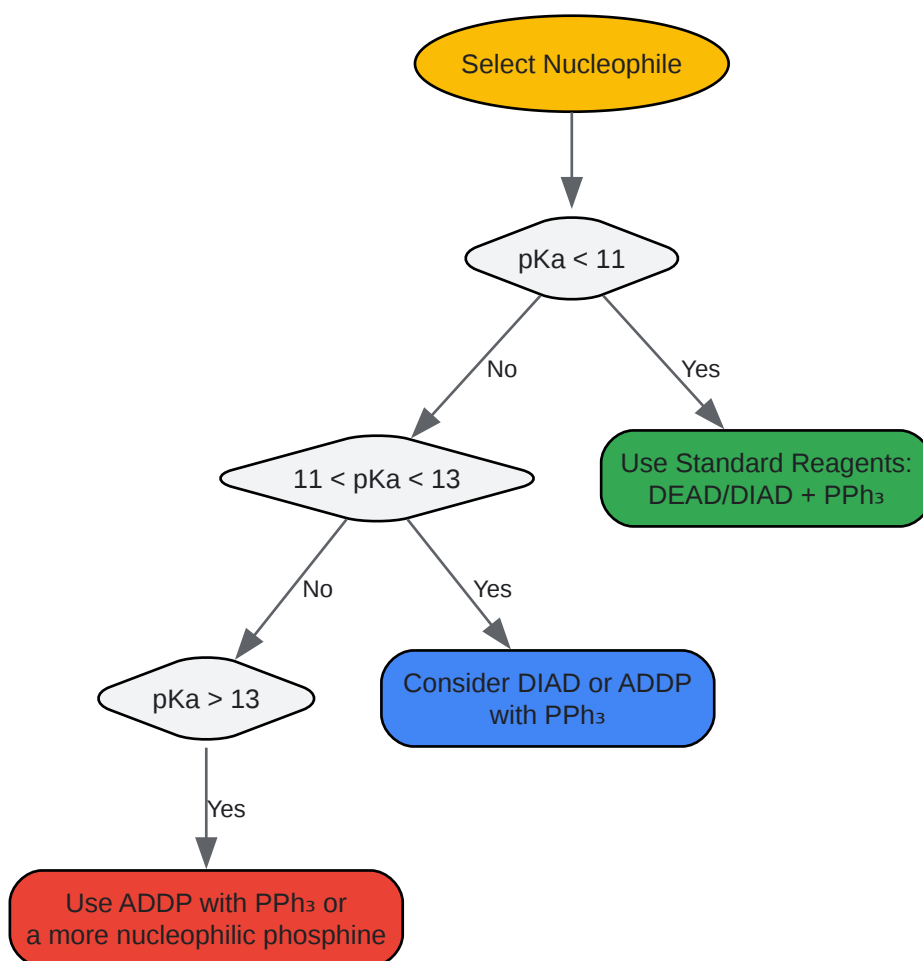 Select Nucleophile
pKa < 11
No
Yes
11 < pKa < 13
Use Standard Reagents:
DEAD/DIAD + PPh₃
No
Yes
pKa > 13
Consider DIAD or ADDP
with PPh₃
Yes
Use ADDP with PPh₃ or
a more nucleophilic phosphine